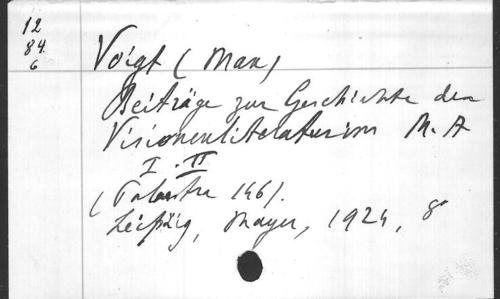 12
84
6
Voigt (Max)
Beiträge zur Geschichte der
Visionenliteratur im M. A
I. II
(Palaestra 146).
Leipzig, Mayer, 1924, 8